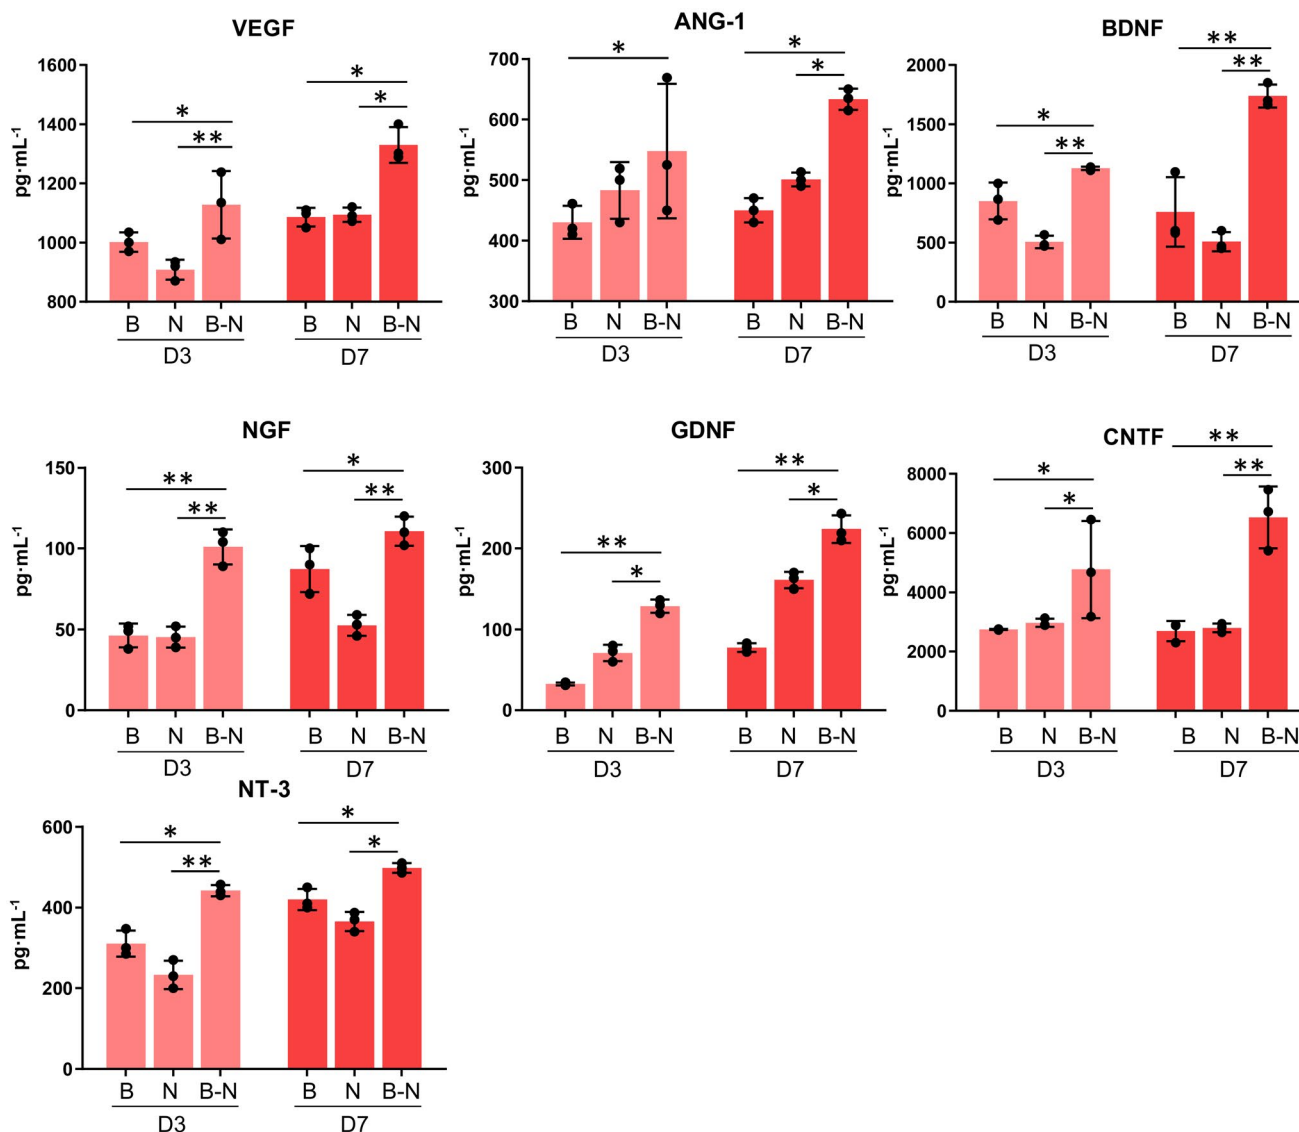 VEGF
pg·mL⁻¹
1600
1400
1200
1000
800
*
**
*
*
B N B-N B N B-N
D3 D7
ANG-1
pg·mL⁻¹
700
600
500
400
300
*
*
*
B N B-N B N B-N
D3 D7
BDNF
pg·mL⁻¹
2000
1500
1000
500
0
*
**
**
**
B N B-N B N B-N
D3 D7
NGF
pg·mL⁻¹
150
100
50
0
**
**
*
**
B N B-N B N B-N
D3 D7
GDNF
pg·mL⁻¹
300
200
100
0
**
*
**
*
B N B-N B N B-N
D3 D7
CNTF
pg·mL⁻¹
8000
6000
4000
2000
0
*
*
**
**
B N B-N B N B-N
D3 D7
NT-3
pg·mL⁻¹
600
400
200
0
*
**
*
*
B N B-N B N B-N
D3 D7